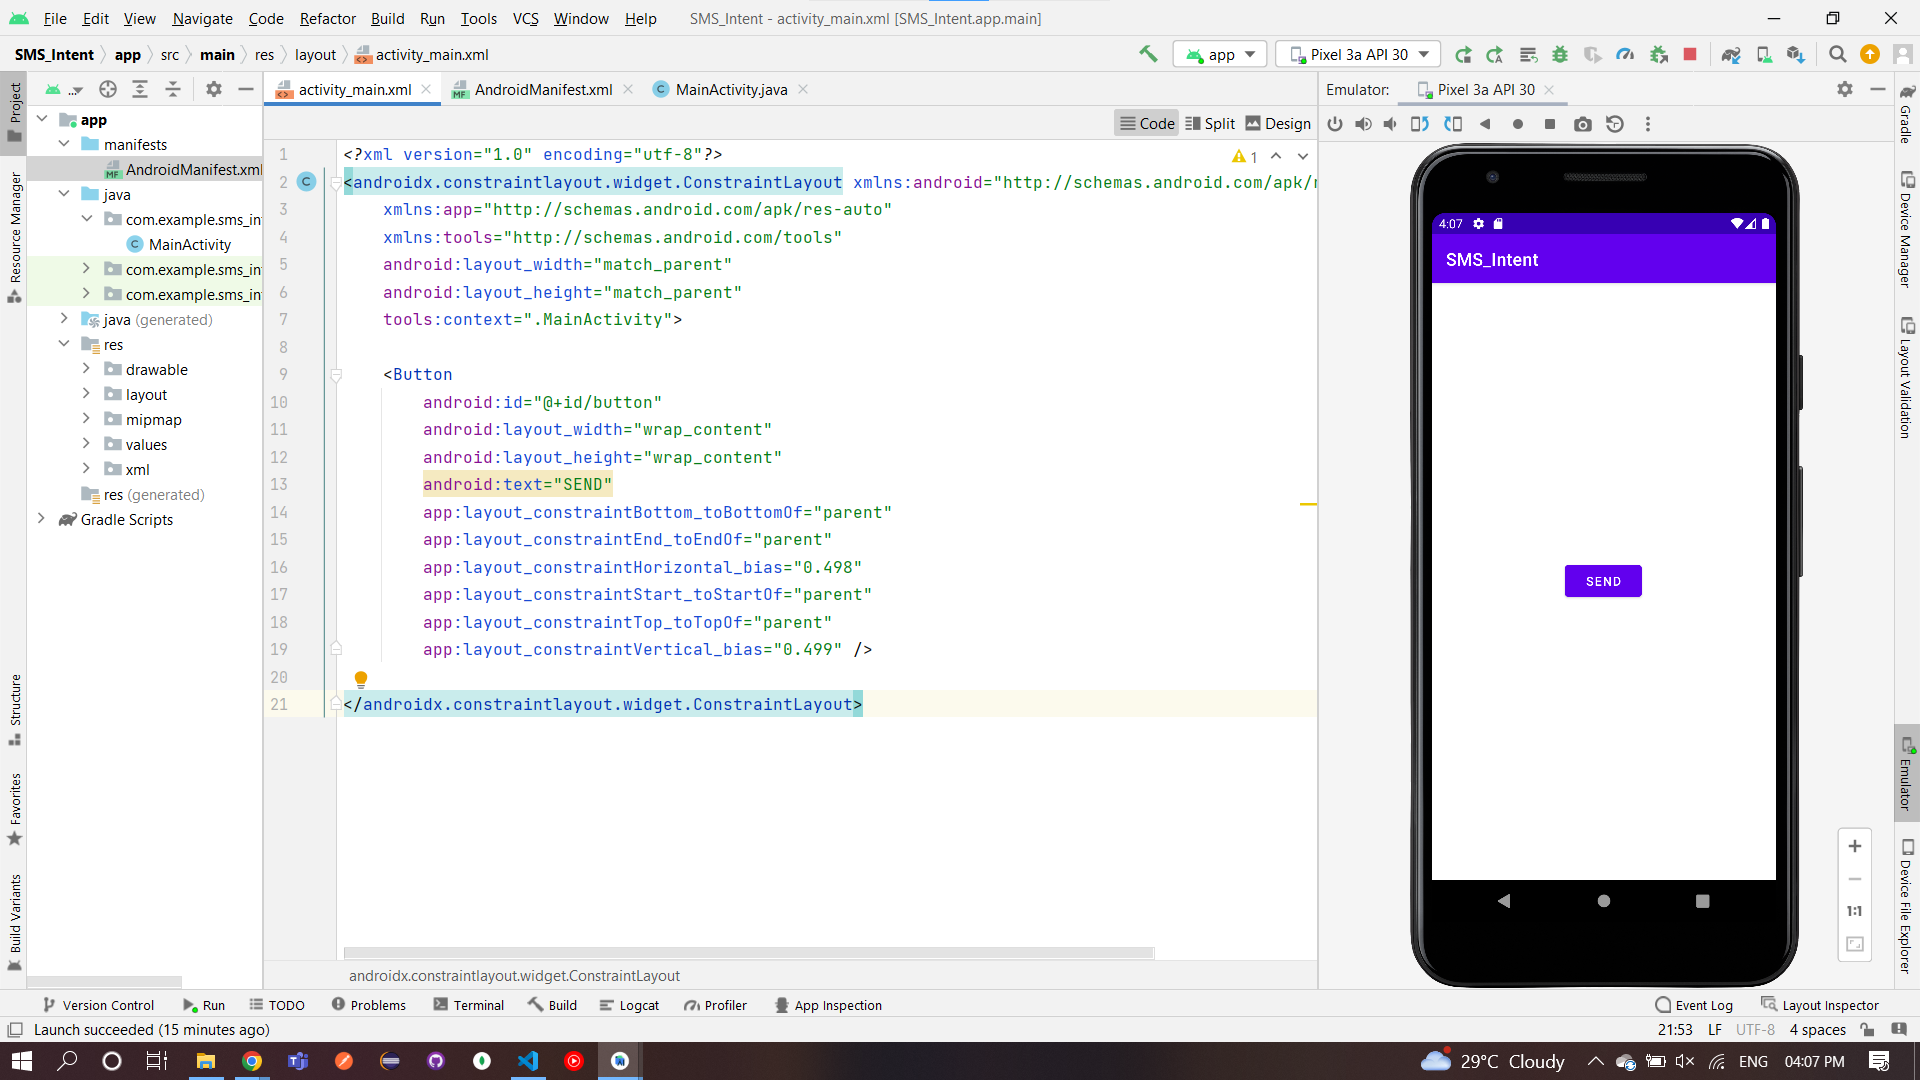 File Edit View Navigate Code Refactor Build Run Tools VCS Window Help SMS_Intent - activity_main.xml [SMS_Intent.app.main]
SMS_Intent app src main res layout activity_main.xml app Pixel 3a API 30
activity_main.xml AndroidManifest.xml MainActivity.java
Emulator: Pixel 3a API 30
Code Split Design
Project
Resource Manager
Structure
Favorites
Build Variants
app
manifests
AndroidManifest.xml
java
com.example.sms_in
MainActivity
com.example.sms_in
com.example.sms_in
java (generated)
res
drawable
layout
mipmap
values
xml
res (generated)
Gradle Scripts
1
1 <?xml version="1.0" encoding="utf-8"?>
2 <androidx.constraintlayout.widget.ConstraintLayout xmlns:android="http://schemas.android.com/apk/r
3 xmlns:app="http://schemas.android.com/apk/res-auto"
4 xmlns:tools="http://schemas.android.com/tools"
5 android:layout_width="match_parent"
6 android:layout_height="match_parent"
7 tools:context=".MainActivity">
8
9 <Button
10 android:id="@+id/button"
11 android:layout_width="wrap_content"
12 android:layout_height="wrap_content"
13 android:text="SEND"
14 app:layout_constraintBottom_toBottomOf="parent"
15 app:layout_constraintEnd_toEndOf="parent"
16 app:layout_constraintHorizontal_bias="0.498"
17 app:layout_constraintStart_toStartOf="parent"
18 app:layout_constraintTop_toTopOf="parent"
19 app:layout_constraintVertical_bias="0.499" />
20
21 </androidx.constraintlayout.widget.ConstraintLayout>
androidx.constraintlayout.widget.ConstraintLayout
4:07
SMS_Intent
SEND
1:1
Gradle
Device Manager
Layout Validation
Emulator
Device File Explorer
Version Control Run TODO Problems Terminal Build Logcat Profiler App Inspection Event Log Layout Inspector
Launch succeeded (15 minutes ago) 21:53 LF UTF-8 4 spaces
29°C Cloudy ENG 04:07 PM